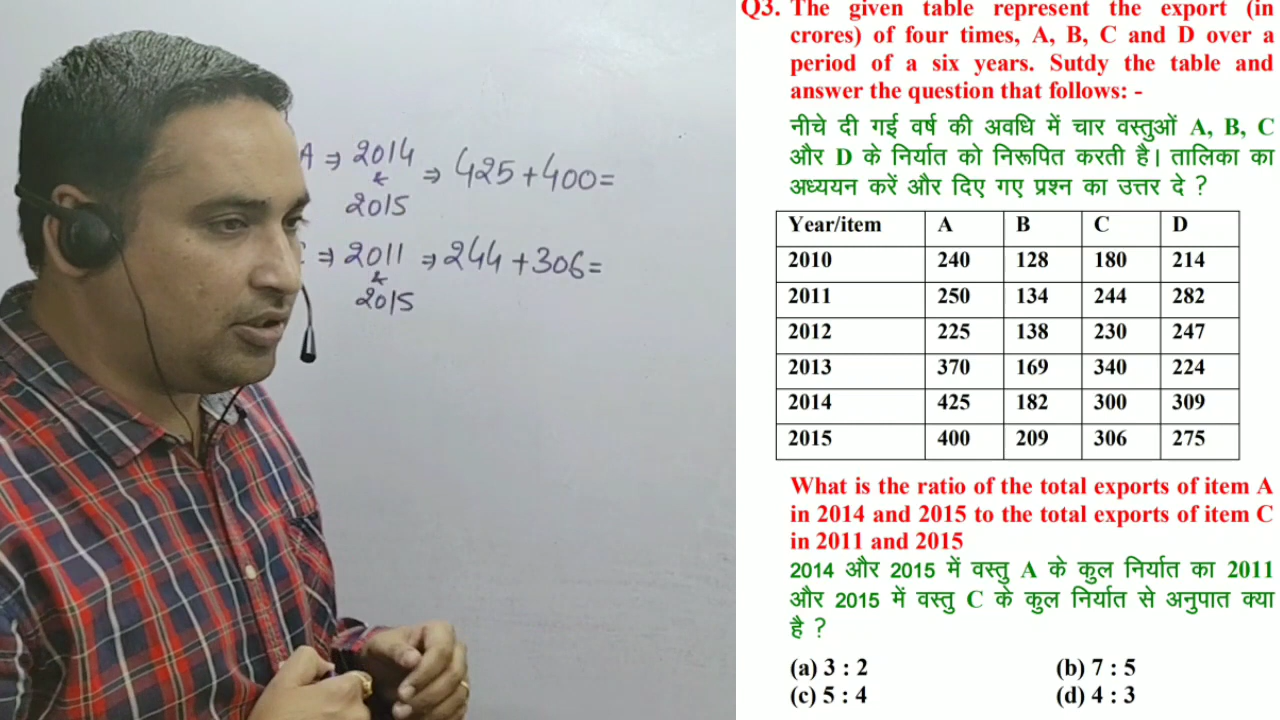 A ⇒ 2014 & 2015 ⇒ 425+400=
⇒ 2011 & 2015 ⇒ 244+306=
Q3. The given table represent the export (in
crores) of four times, A, B, C and D over a
period of a six years. Sutdy the table and
answer the question that follows: -
नीचे दी गई वर्ष की अवधि में चार वस्तुओं A, B, C
और D के निर्यात को निरूपित करती है। तालिका का
अध्ययन करें और दिए गए प्रश्न का उत्तर दे ?
Year/item A B C D
2010 240 128 180 214
2011 250 134 244 282
2012 225 138 230 247
2013 370 169 340 224
2014 425 182 300 309
2015 400 209 306 275
What is the ratio of the total exports of item A
in 2014 and 2015 to the total exports of item C
in 2011 and 2015
2014 और 2015 में वस्तु A के कुल निर्यात का 2011
और 2015 में वस्तु C के कुल निर्यात से अनुपात क्या
है ?
(a) 3 : 2 (b) 7 : 5
(c) 5 : 4 (d) 4 : 3